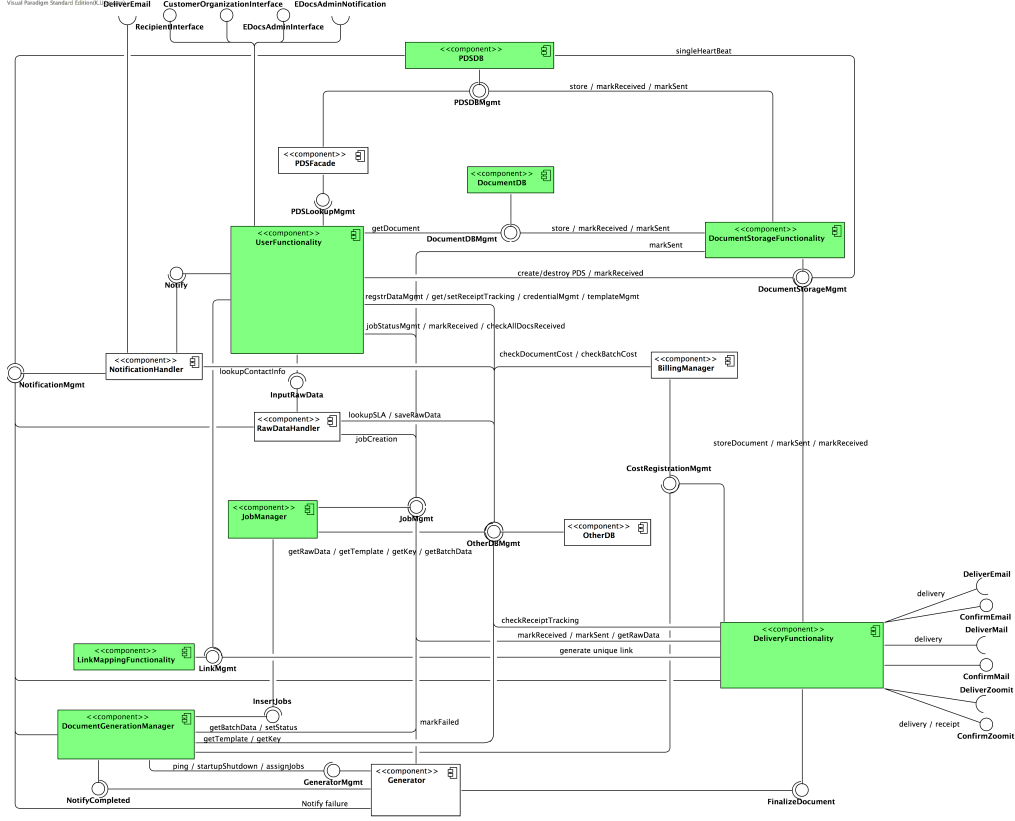 Visual Paradigm Standard Edition
DeliverEmail
CustomerOrganizationInterface
EDocsAdminNotification
RecipientInterface
EDocsAdminInterface
<<component>>
PDSDB
singleHeartBeat
store / markReceived / markSent
PDSDBMgmt
<<component>>
PDSFacade
<<component>>
DocumentDB
PDSLookupMgmt
<<component>>
UserFunctionality
getDocument
DocumentDBMgmt
store / markReceived / markSent
<<component>>
DocumentStorageFunctionality
markSent
Notify
create/destroy PDS / markReceived
DocumentStorageMgmt
registrDataMgmt / get/setReceiptTracking / credentialMgmt / templateMgmt
jobStatusMgmt / markReceived / checkAllDocsReceived
<<component>>
NotificationHandler
checkDocumentCost / checkBatchCost
<<component>>
BillingManager
lookupContactInfo
NotificationMgmt
InputRawData
<<component>>
RawDataHandler
lookupSLA / saveRawData
jobCreation
storeDocument / markSent / markReceived
CostRegistrationMgmt
<<component>>
JobManager
JobMgmt
<<component>>
OtherDB
OtherDBMgmt
getRawData / getTemplate / getKey / getBatchData
DeliverEmail
delivery
ConfirmEmail
checkReceiptTracking
<<component>>
DeliveryFunctionality
DeliverMail
markReceived / markSent / getRawData
delivery
<<component>>
LinkMappingFunctionality
generate unique link
LinkMgmt
ConfirmMail
DeliverZoomit
InsertJobs
<<component>>
DocumentGenerationManager
markFailed
delivery / receipt
getBatchData / setStatus
ConfirmZoomit
getTemplate / getKey
ping / startupShutdown / assignJobs
<<component>>
Generator
GeneratorMgmt
NotifyCompleted
Notify failure
FinalizeDocument